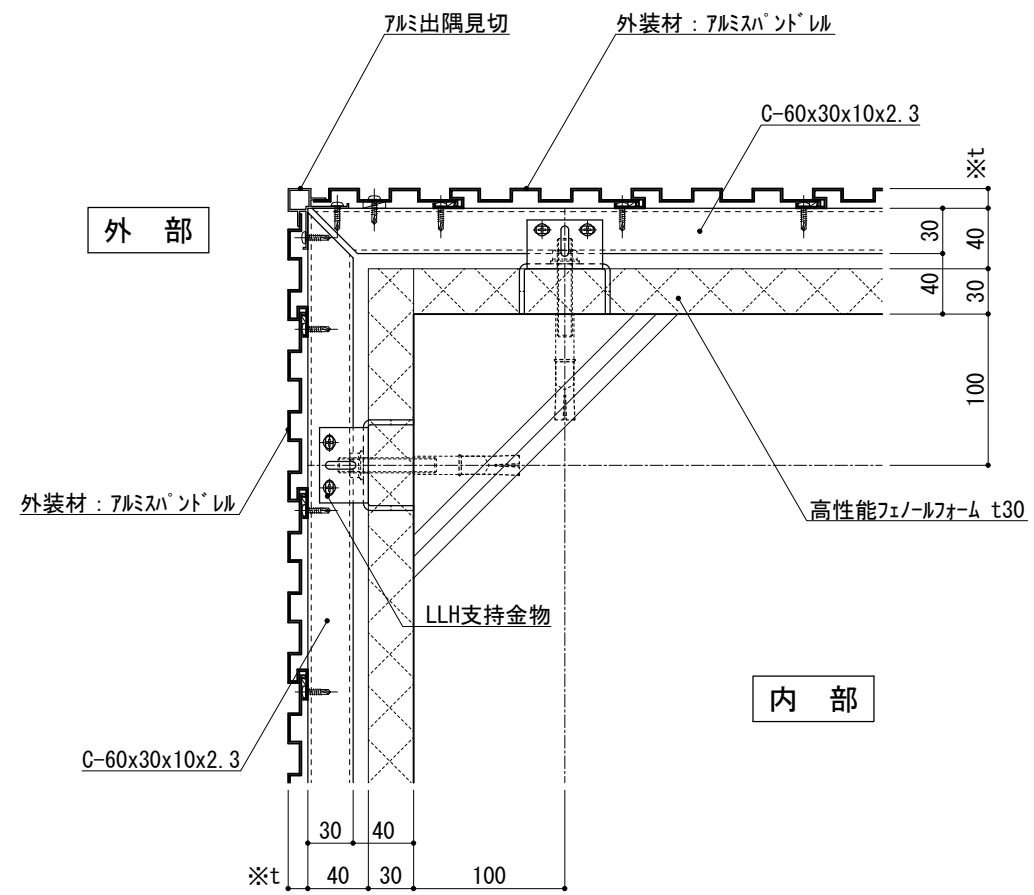 アルミ出隅見切
外装材：アルミスパンドレル
C-60x30x10x2.3
※t
外 部
30
40
40
30
100
外装材：アルミスパンドレル
高性能フェノールフォーム t30
LLH支持金物
内 部
C-60x30x10x2.3
30
40
※t
40
30
100